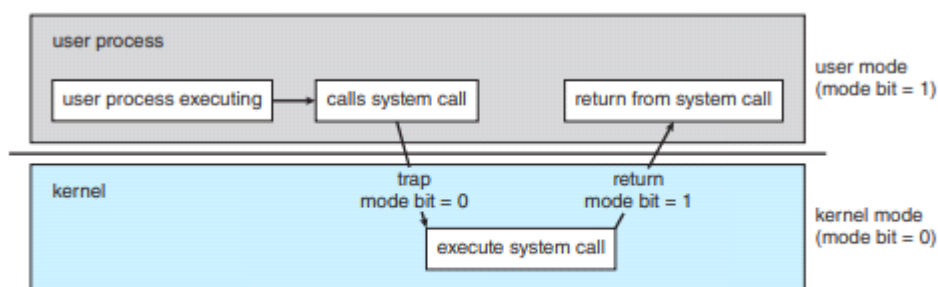 user process
user process executing
calls system call
return from system call
user mode
(mode bit = 1)
kernel
trap
mode bit = 0
return
mode bit = 1
execute system call
kernel mode
(mode bit = 0)